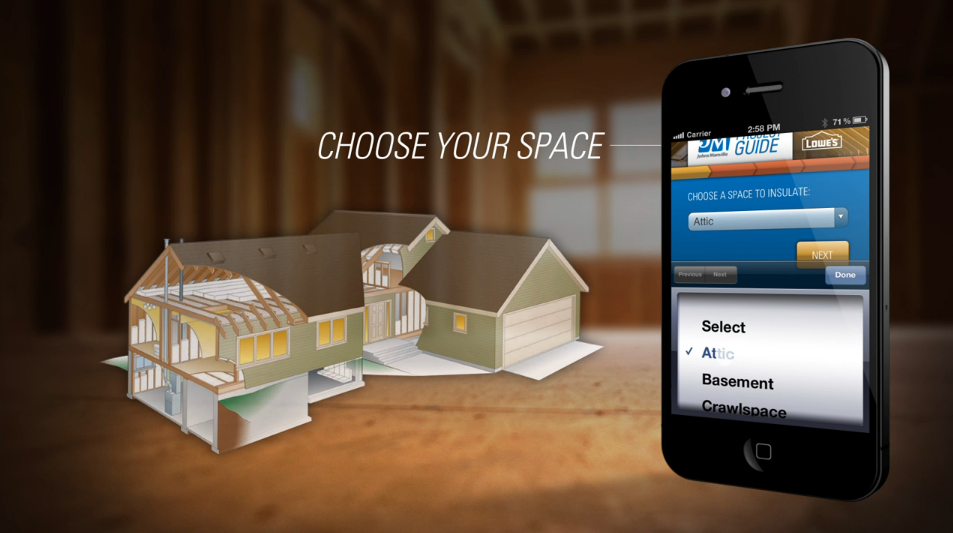 CHOOSE YOUR SPACE
Carrier
2:58 PM
71%
JM
PROJECT
GUIDE
Johns Manville
LOWE'S
CHOOSE A SPACE TO INSULATE:
Attic
NEXT
Previous
Next
Done
Select
✓ Attic
Basement
Crawlspace